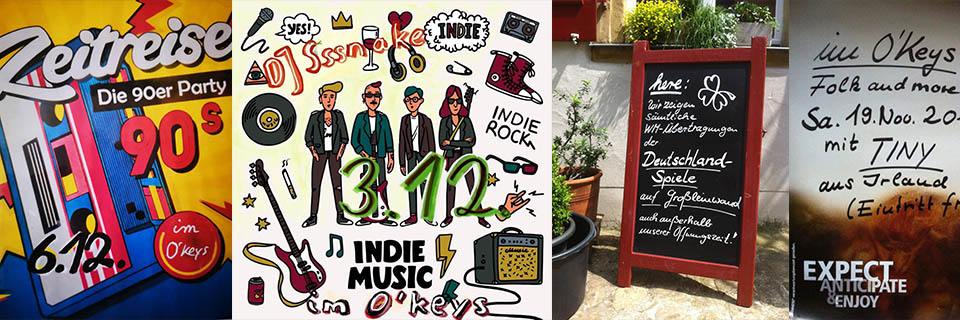 Zeitreise
Die 90er Party
90s
im
O'Keys
6.12.
YES!
INDIE
DJ Sssnake
INDIE
ROCK
3.12.
INDIE
MUSIC
im O'keys
here:
Wir zeigen
sämtliche
WM-Übertragungen
der
Deutschland-
Spiele
auf Großleinwand
auch außerhalb
unserer Öffnungszeit!
im O'Keys
Folk and more
Sa. 19. Nov. 20
mit TINY
aus Irland
(Eintritt fr
EXPECT
ANTICIPATE
& ENJOY